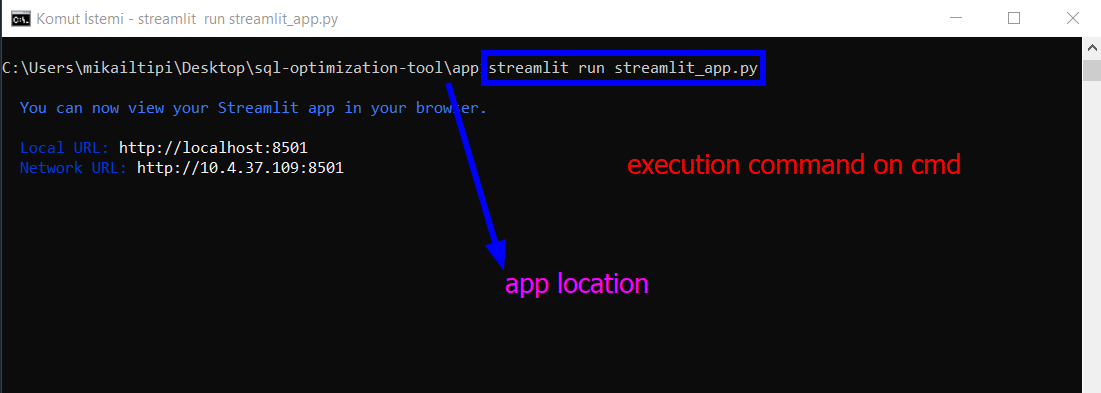 Komut İstemi - streamlit run streamlit_app.py
C:\Users\mikailtipi\Desktop\sql-optimization-tool\app streamlit run streamlit_app.py
You can now view your Streamlit app in your browser.
Local URL: http://localhost:8501
Network URL: http://10.4.37.109:8501
execution command on cmd
app location